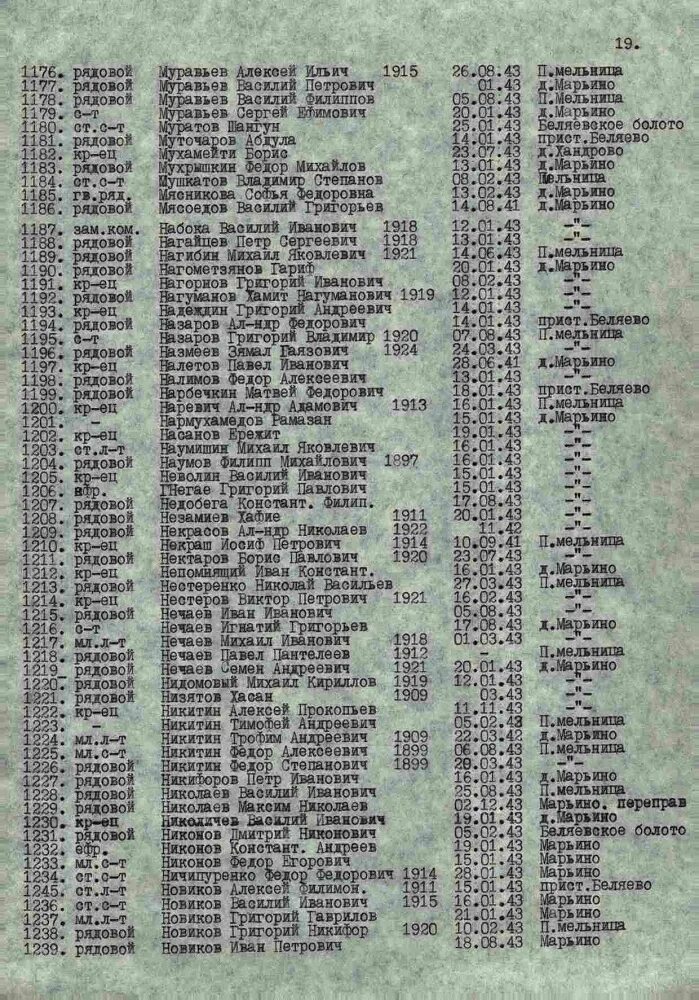 19.
1176. рядовой Муравьев Алексей Ильич 1915 26.08.43 П.мельница
1177. рядовой Муравьев Василий Петрович 01.43 д.Марьино
1178. рядовой Муравьев Василий Филиппов 05.08.43 П.мельница
1179. с-т Муравьев Сергей Ефимович 20.01.43 д.Марьино
1180. ст.с-т Муратов Шангун 25.01.43 Беляевское болото
1181. рядовой Муточаров Абдула 14.01.43 прист.Беляево
1182. кр-ец Мухамейти Борис 23.07.43 д.Хандрово
1183. рядовой Мухрышкин Федор Михайлов 13.01.43 д.Марьино
1184. ст.с-т Мушкатов Владимир Степанов 08.02.43 Мельница
1185. гв.ряд. Мясникова Софья Федоровна 13.02.43 д.Марьино
1186. рядовой Мясоедов Василий Григорьев 14.08.41 д.Марьино
1187. зам.ком. Набока Василий Иванович 1918 12.01.43 -"-
1188. рядовой Нагайцев Петр Сергеевич 1918 13.01.43 -"-
1189. рядовой Нагибин Михаил Яковлевич 1921 14.06.43 П.мельница
1190. рядовой Нагометзянов Гариф 20.01.43 д.Марьино
1191. кр-ец Нагорнов Григорий Иванович 08.02.43 -"-
1192. рядовой Нагуманов Хамит Нагуманович 1919 12.01.43 -"-
1193. кр-ец Надеждин Григорий Андреевич 14.01.43 -"-
1194. рядовой Назаров Ал-ндр Федорович 14.01.43 прист.Беляево
1195. с-т Назаров Григорий Владимир 1920 07.08.43 П.мельница
1196. рядовойНазмеев Зямал Гаязович 1924 24.03.43 -"-
1197. кр-ец Налетов Павел Иванович 28.06.41 д.Марьино
1198. рядовой Налимов Федор Алексеевич 13.01.43 -"-
1199. рядовой Нарбечкин Матвей Федорович 18.01.43 прист.Беляево
1200. кр-ец Наревич Ал-ндр Адамович 1913 16.01.43 П.мельница
1201. - Нармухамедов Рамазан 15.01.43 д.Марьино
1202. кр-ец Насанов Ережит 19.01.43 -"-
1203. ст.л-т Наумишин Михаил Яковлевич 16.01.43 -"-
1204. рядовой Наумов Филипп Михайлович 1897 16.01.43 -"-
1205. кр-ец Неволин Василий Иванович 15.01.43 -"-
1206. ефр. ГНегае Григорий Павлович 15.01.43 -"-
1207. рядовой Недобега Констант. Филип. 17.08.43 -"-
1208. рядовой Незамиев Хафие 1911 20.01.43 -"-
1209. рядовой Некрасов Ал-ндр Николаев 1922 11.42 -"-
1210. кр-ец Некраш Иосиф Петрович 1914 10.09.41 П.мельница
1211. рядовой Нектаров Борис Павлович 1920 23.07.43 -"-
1212. кр-ец Непомнящий Иван Констант. 16.01.43 д.Марьино
1213. рядовой Нестеренко Николай Васильев 27.03.43 П.мельница
1214. кр-ец Нестеров Виктор Петрович 1921 16.02.43 -"-
1215. рядовой Нечаев Иван Иванович 05.08.43 -"-
1216. с-т Нечаев Игнатий Григорьев 17.08.43 д.Марьино
1217. мл.л-т Нечаев Михаил Иванович 1918 01.03.43 -"-
1218. рядовой Нечаев Павел Пантелеев 1912 - П.мельница
1219 рядовой Нечаев Семен Андреевич 1921 20.01.43 д.Марьино
1220. рядовой Нидомовый Михаил Кириллов 1919 12.01.43 -"-
1221. рядовой Низятов Хасан 1909 03.43 -"-
1222. кр-ец Никитин Алексей Прокопьев 11.11.43 -"-
1223. - Никитин Тимофей Андреевич 05.02.43 П.мельница
1224. мл.л-т Никитин Трофим Андреевич 1909 22.03.42 д.Марьино
1225. мл.с-т Никитин Федор Алексеевич 1899 06.08.43 П.мельница
1226. рядовой Никитин Федор Степанович 1899 20.03.43 -"-
1227. рядовой Никифоров Петр Иванович 16.01.43 д.Марьино
1228. рядовой Николаев Василий Иванович 25.08.43 П.мельница
1229. рядовой Николаев Максим Николаев 02.12.43 Марьино. переправ
1230. кр-ец Николичев Василий Иванович 19.01.43 д.Марьино
1231. рядовой Никонов Дмитрий Никонович 05.02.43 Беляевское болото
1232. ефр. Никонов Констант. Андреев 19.01.43 Марьино
1233. мл.с-т Никонов Федор Егорович 15.01.43 Марьино
1234. ст.с-т Ничипуренко Федор Федорович 1914 28.01.43 Марьино
1245. ст.л-т Новиков Алексей Филимон. 1911 15.01.43 прист.Беляево
1236. ст.с-т Новиков Василий Иванович 1915 16.01.43 Марьино
1237. мл.л-т Новиков Григорий Гаврилов 21.01.43 Марьино
1238. рядовой Новиков Григорий Никифор 1920 10.02.43 П.мельница
1239. рядовой Новиков Иван Петрович 18.08.43 Марьино